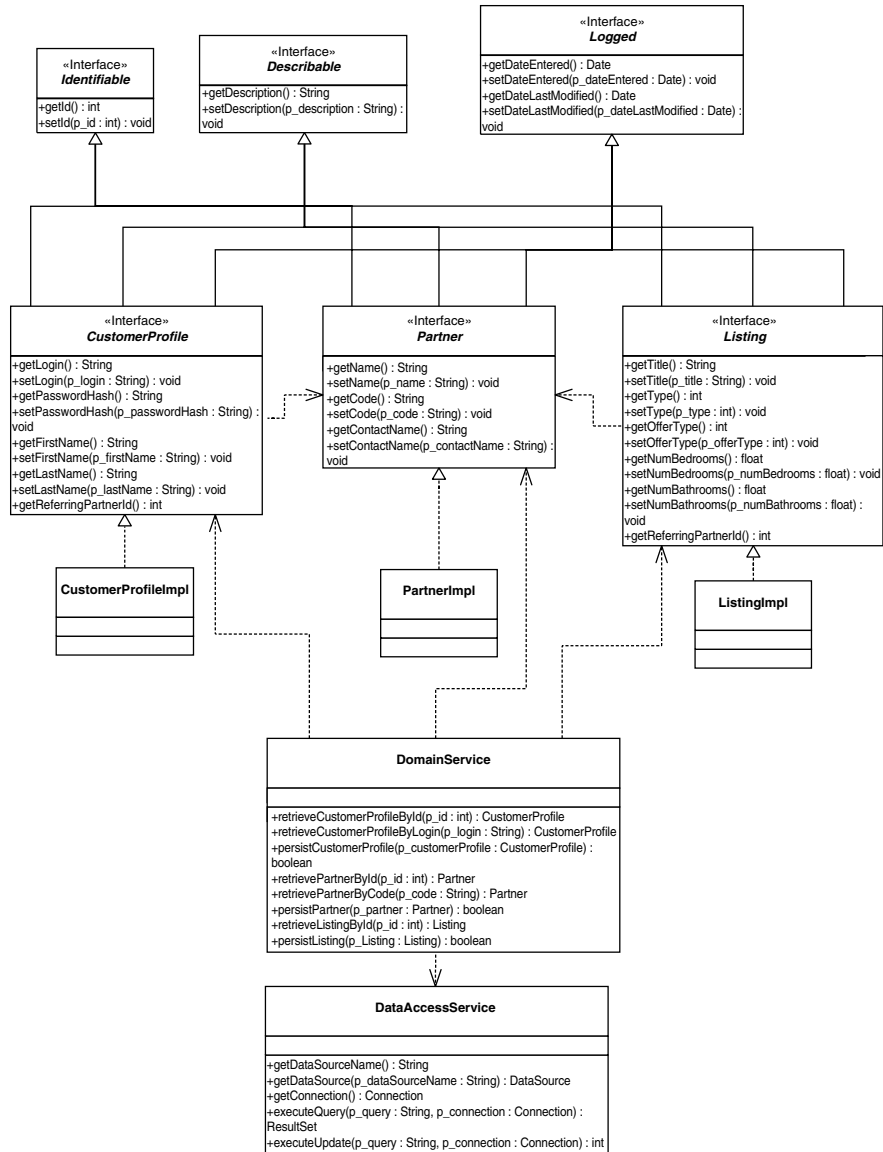 «Interface»
Identifiable
+getId() : int
+setId(p_id : int) : void
«Interface»
Describable
+getDescription() : String
+setDescription(p_description : String) :
void
«Interface»
Logged
+getDateEntered() : Date
+setDateEntered(p_dateEntered : Date) : void
+getDateLastModified() : Date
+setDateLastModified(p_dateLastModified : Date) :
void
«Interface»
CustomerProfile
+getLogin() : String
+setLogin(p_login : String) : void
+getPasswordHash() : String
+setPasswordHash(p_passwordHash : String) :
void
+getFirstName() : String
+setFirstName(p_firstName : String) : void
+getLastName() : String
+setLastName(p_lastName : String) : void
+getReferringPartnerId() : int
«Interface»
Partner
+getName() : String
+setName(p_name : String) : void
+getCode() : String
+setCode(p_code : String) : void
+getContactName() : String
+setContactName(p_contactName : String) :
void
«Interface»
Listing
+getTitle() : String
+setTitle(p_title : String) : void
+getType() : int
+setType(p_type : int) : void
+getOfferType() : int
+setOfferType(p_offerType : int) : void
+getNumBedrooms() : float
+setNumBedrooms(p_numBedrooms : float) : void
+getNumBathrooms() : float
+setNumBathrooms(p_numBathrooms : float) :
void
+getReferringPartnerId() : int
CustomerProfileImpl
PartnerImpl
ListingImpl
DomainService
+retrieveCustomerProfileById(p_id : int) : CustomerProfile
+retrieveCustomerProfileByLogin(p_login : String) : CustomerProfile
+persistCustomerProfile(p_customerProfile : CustomerProfile) :
boolean
+retrievePartnerById(p_id : int) : Partner
+retrievePartnerByCode(p_code : String) : Partner
+persistPartner(p_partner : Partner) : boolean
+retrieveListingById(p_id : int) : Listing
+persistListing(p_Listing : Listing) : boolean
DataAccessService
+getDataSourceName() : String
+getDataSource(p_dataSourceName : String) : DataSource
+getConnection() : Connection
+executeQuery(p_query : String, p_connection : Connection) :
ResultSet
+executeUpdate(p_query : String, p_connection : Connection) : int